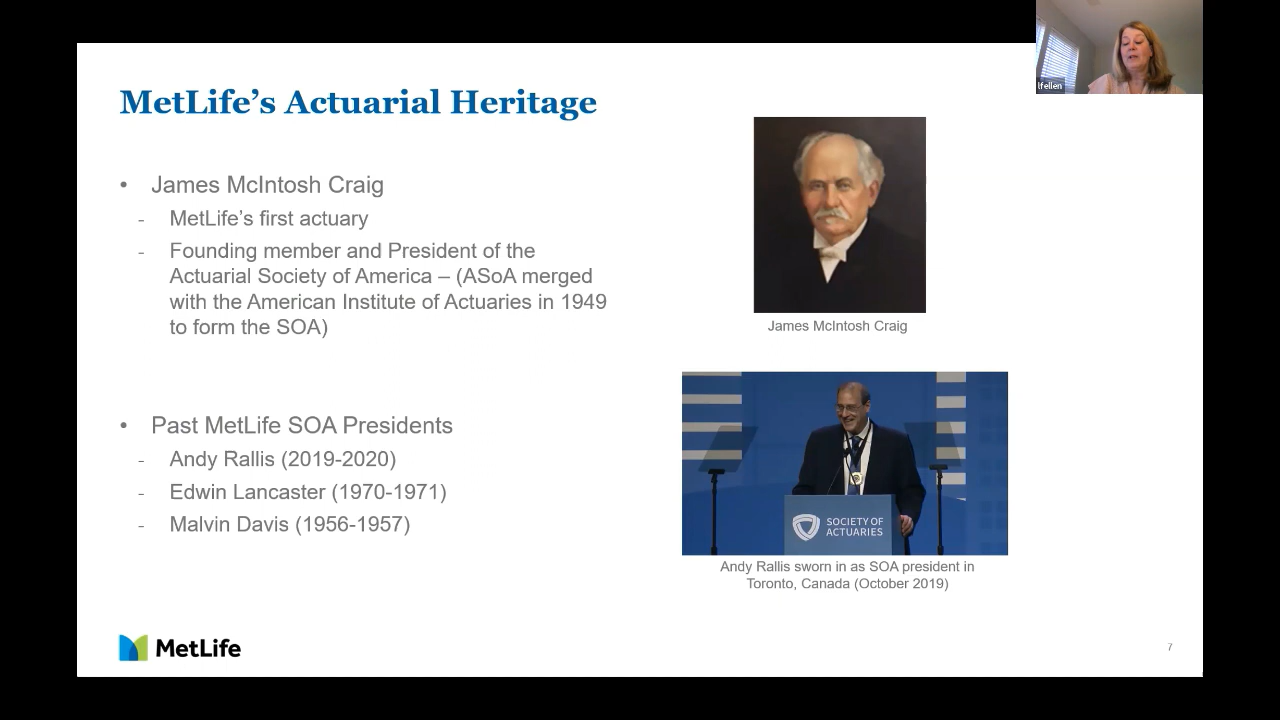 lfellen
MetLife's Actuarial Heritage
• James McIntosh Craig
- MetLife's first actuary
- Founding member and President of the
Actuarial Society of America – (ASoA merged
with the American Institute of Actuaries in 1949
to form the SOA)
• Past MetLife SOA Presidents
- Andy Rallis (2019-2020)
- Edwin Lancaster (1970-1971)
- Malvin Davis (1956-1957)
James McIntosh Craig
SOCIETY OF
ACTUARIES
Andy Rallis sworn in as SOA president in
Toronto, Canada (October 2019)
MetLife
7